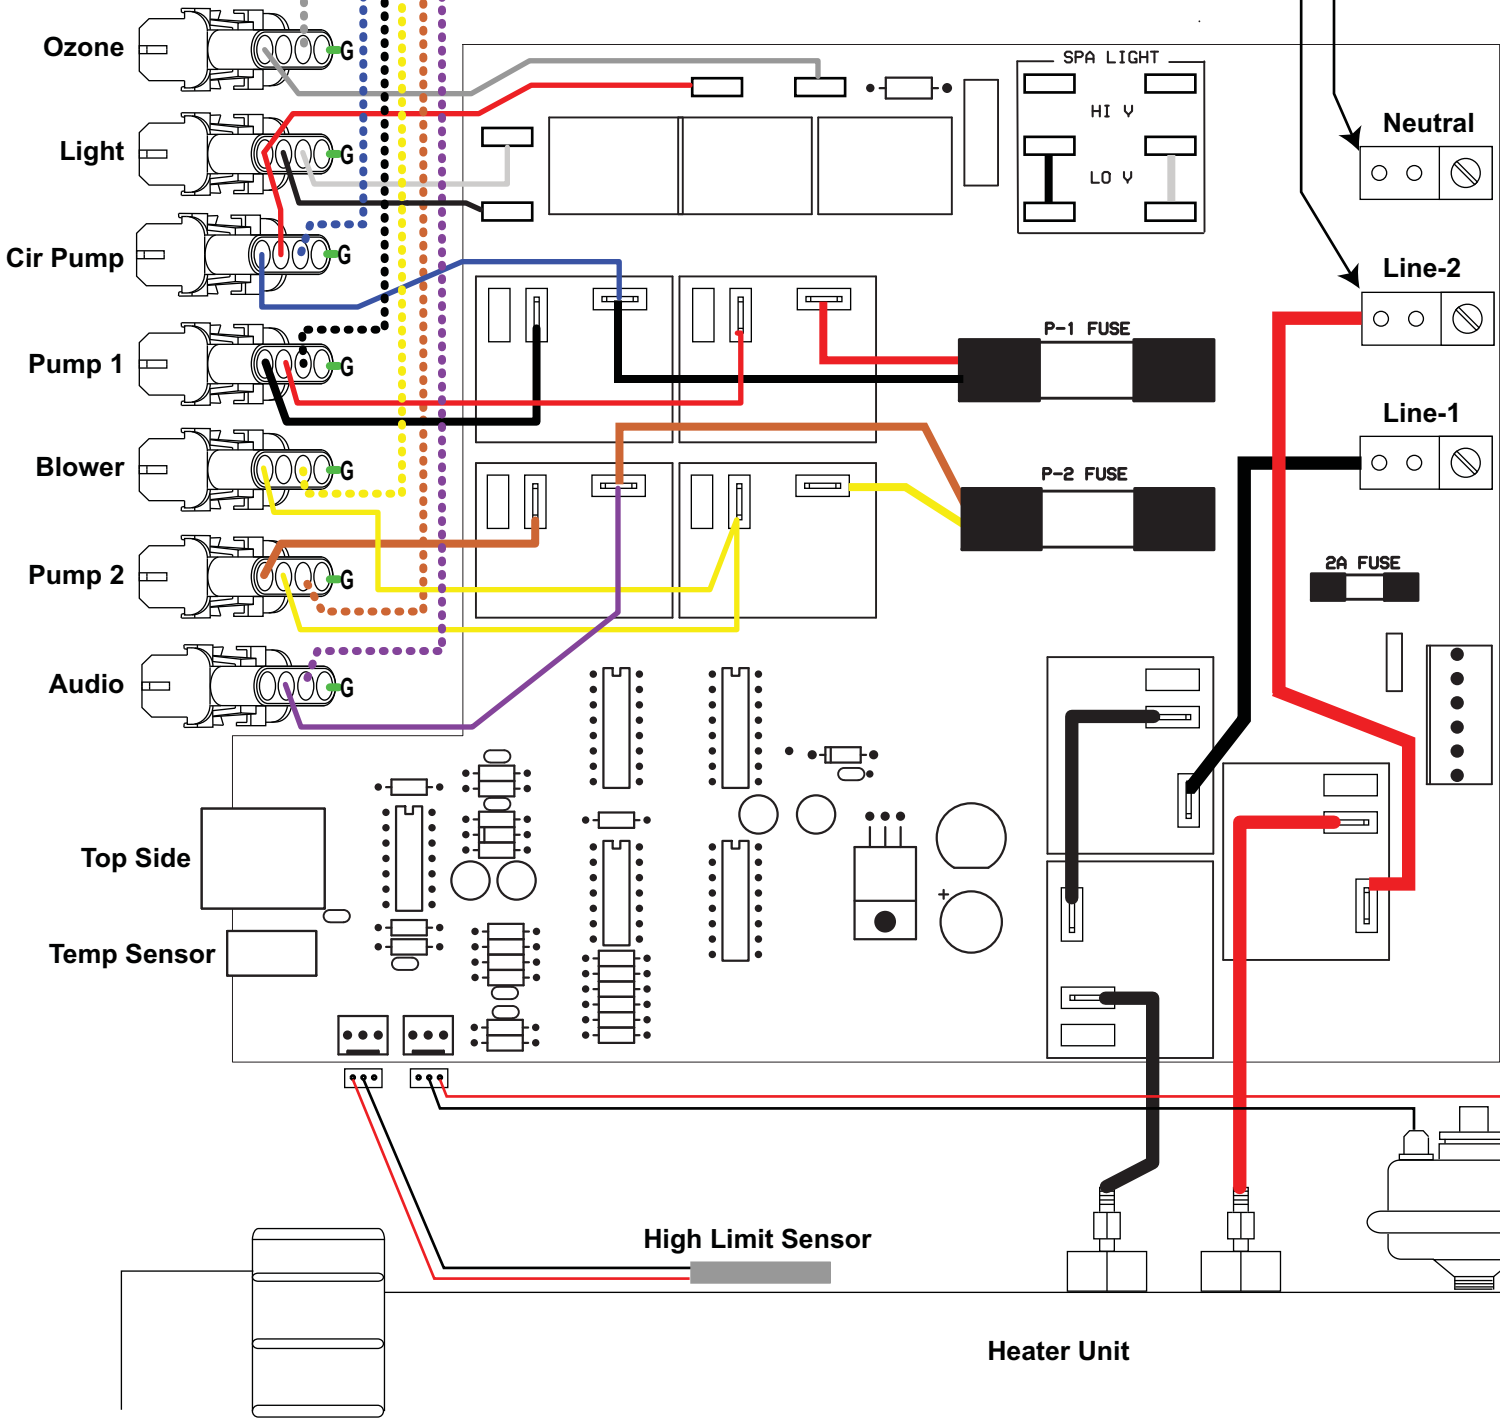 Ozone
G
SPA LIGHT
HI V
LO V
Neutral
Light
G
Cir Pump
G
Line-2
P-1 FUSE
Pump 1
G
Line-1
Blower
G
P-2 FUSE
2A FUSE
Pump 2
G
Audio
G
Top Side
+
Temp Sensor
High Limit Sensor
Heater Unit